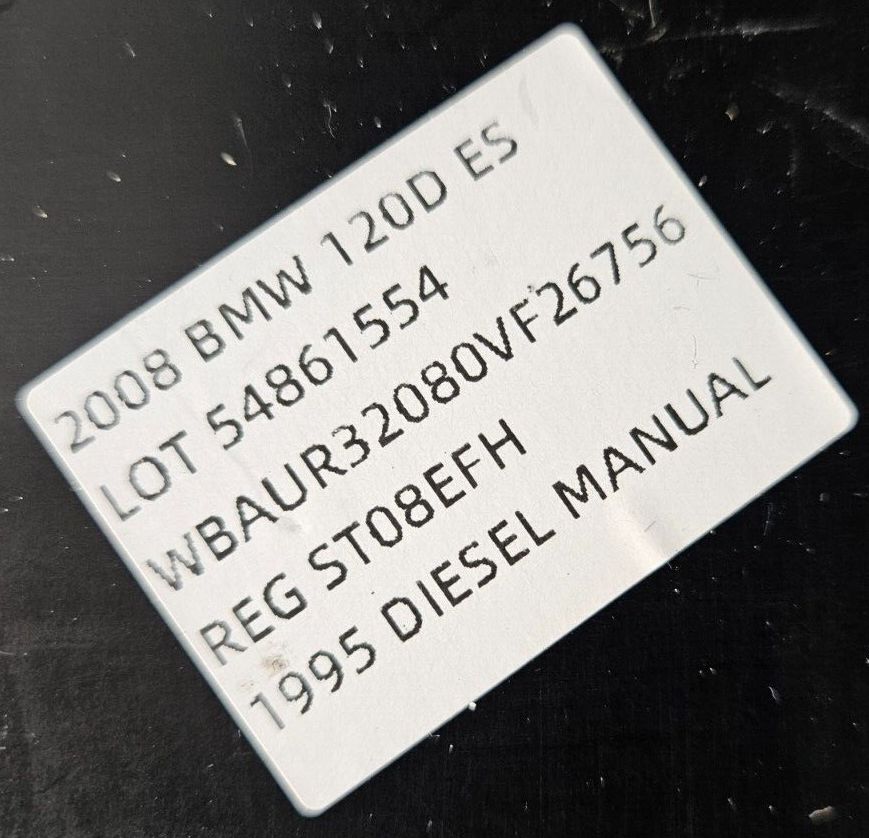 2008 BMW 120D ES
LOT 54861554
WBAUR32080VF26756
REG ST08EFH
1995 DIESEL MANUAL